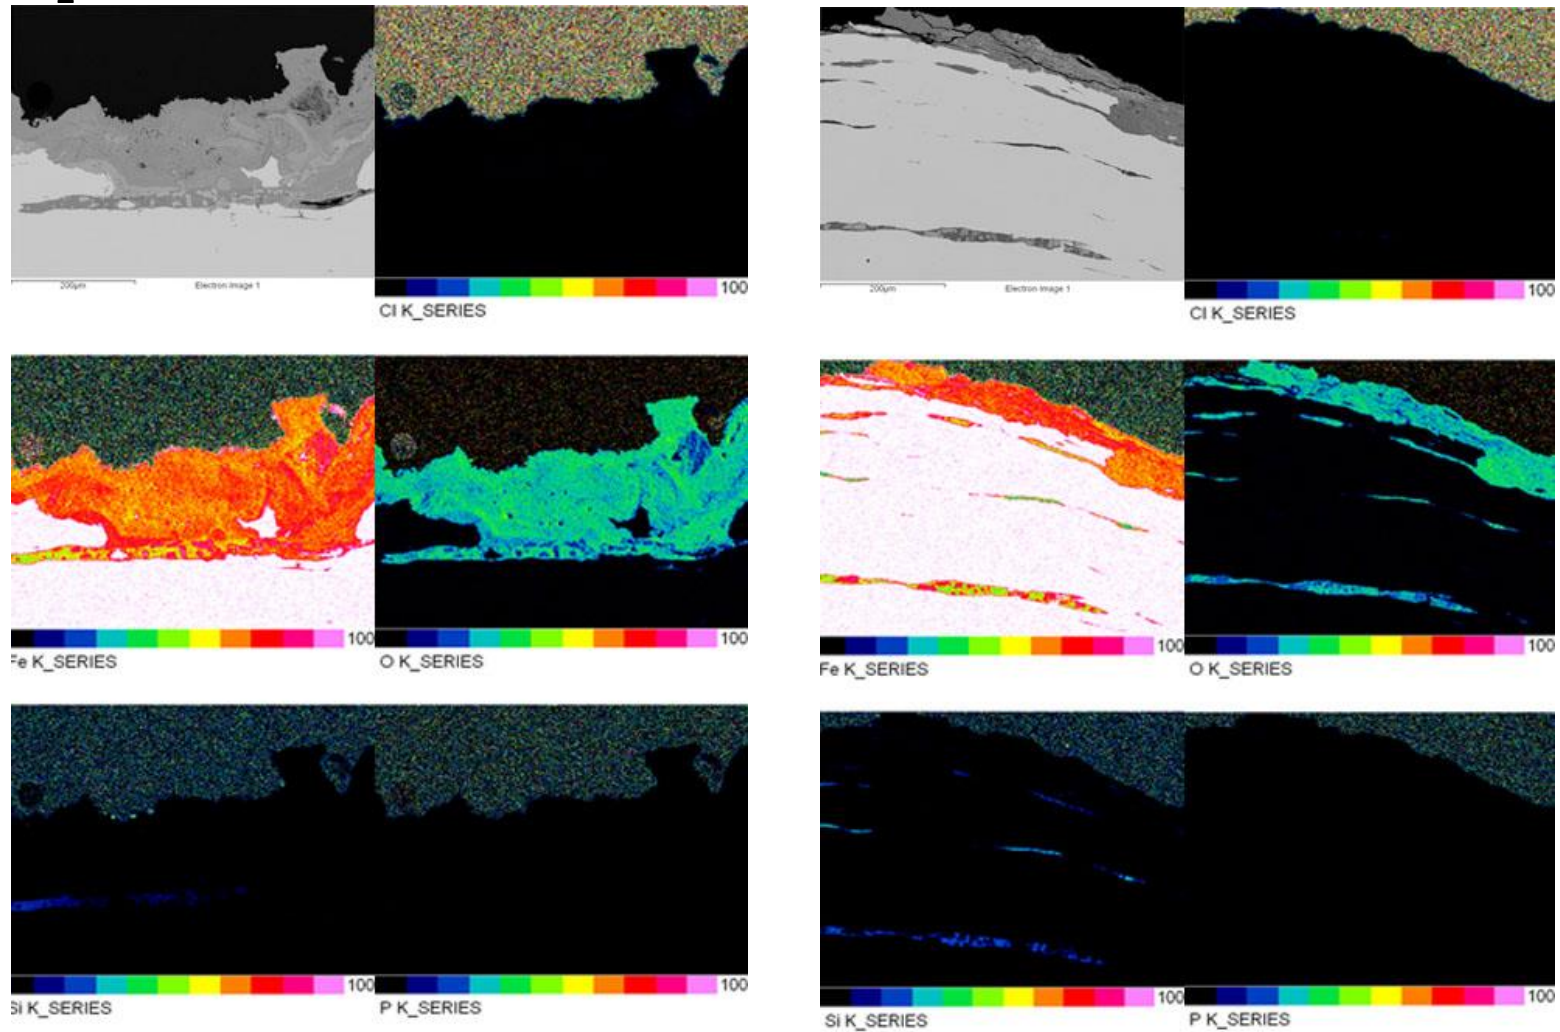 200µm Electron Image 1
100
Cl K_SERIES
100
Fe K_SERIES
100
O K_SERIES
100
Si K_SERIES
100
P K_SERIES
200µm Electron Image 1
100
Cl K_SERIES
100
Fe K_SERIES
100
O K_SERIES
100
Si K_SERIES
100
P K_SERIES